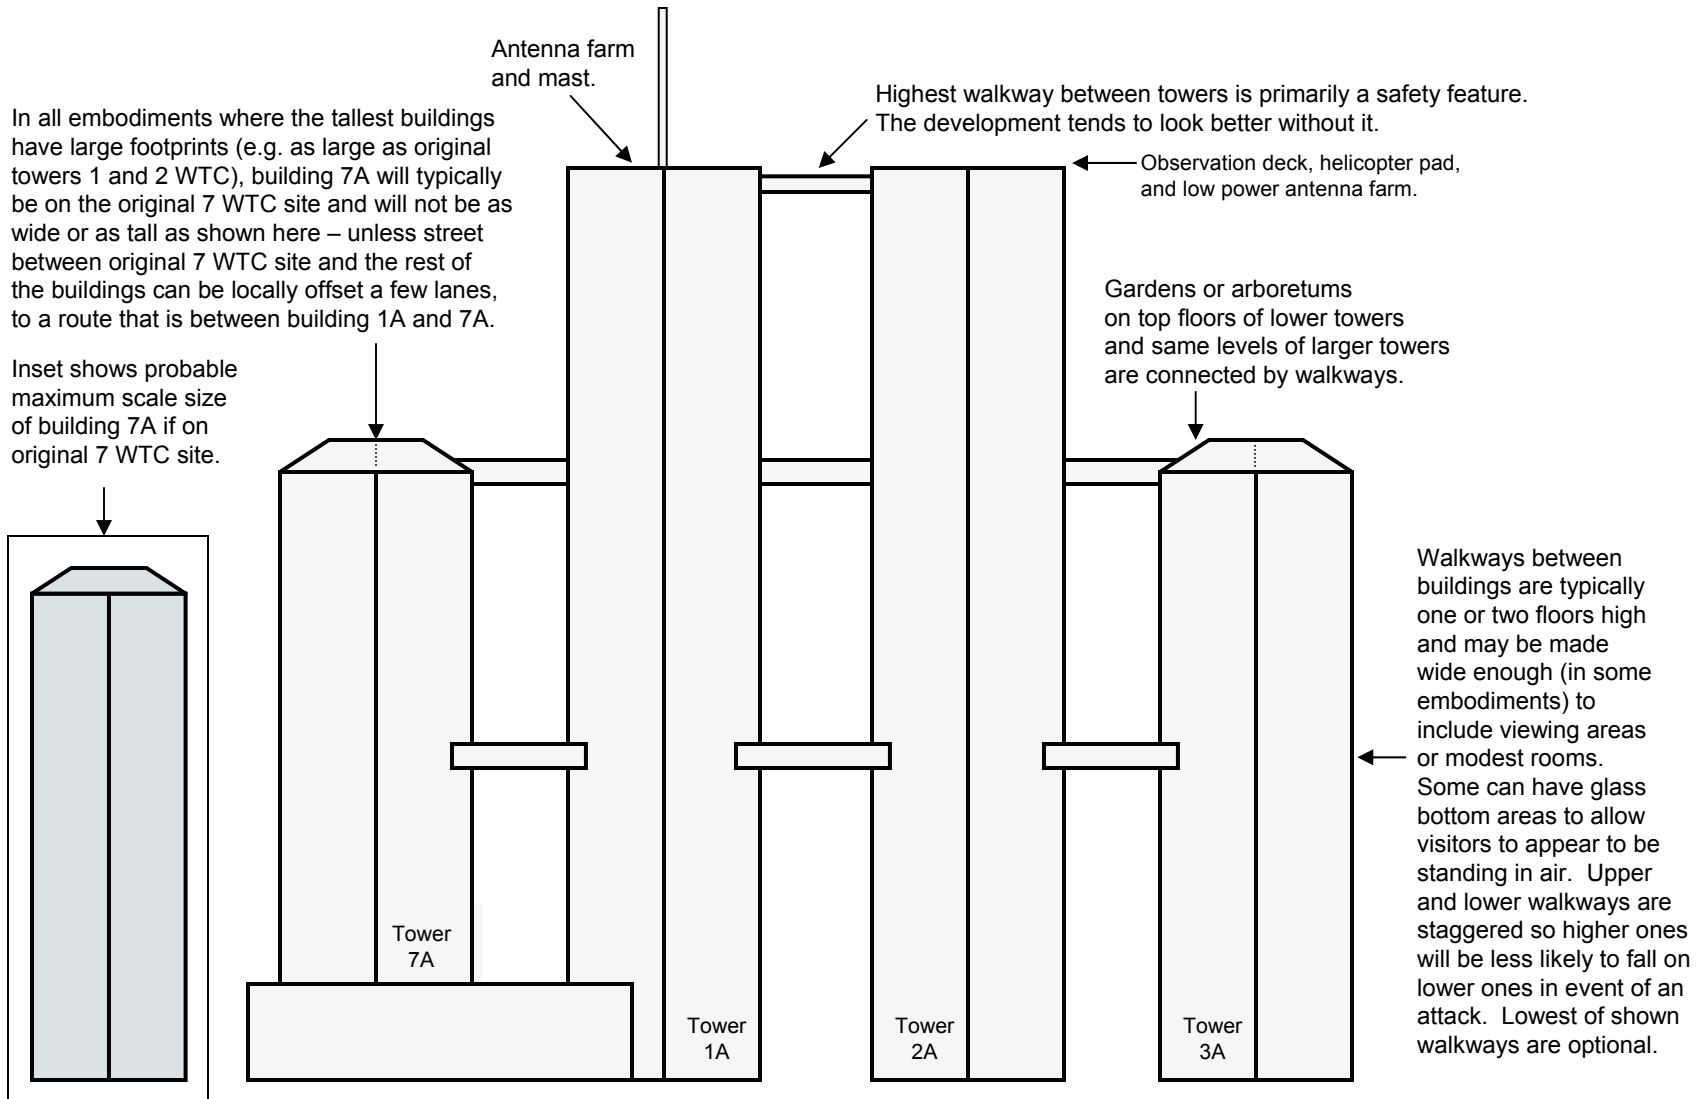 Antenna farm
and mast.
Highest walkway between towers is primarily a safety feature.
The development tends to look better without it.
In all embodiments where the tallest buildings
have large footprints (e.g. as large as original
towers 1 and 2 WTC), building 7A will typically
be on the original 7 WTC site and will not be as
wide or as tall as shown here – unless street
between original 7 WTC site and the rest of
the buildings can be locally offset a few lanes,
to a route that is between building 1A and 7A.
Observation deck, helicopter pad,
and low power antenna farm.
Gardens or arboretums
on top floors of lower towers
and same levels of larger towers
are connected by walkways.
Inset shows probable
maximum scale size
of building 7A if on
original 7 WTC site.
Walkways between
buildings are typically
one or two floors high
and may be made
wide enough (in some
embodiments) to
include viewing areas
or modest rooms.
Some can have glass
bottom areas to allow
visitors to appear to be
standing in air.  Upper
and lower walkways are
staggered so higher ones
will be less likely to fall on
lower ones in event of an
attack.  Lowest of shown
walkways are optional.
Tower
7A
Tower
1A
Tower
2A
Tower
3A